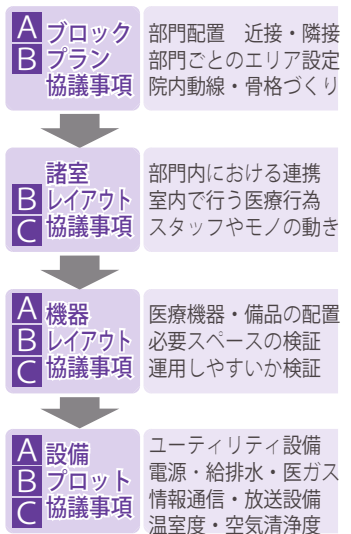 A ブロック
B プラン
協議事項
部門配置　近接・隣接
部門ごとのエリア設定
院内動線・骨格づくり
諸室
B レイアウト
C 協議事項
部門内における連携
室内で行う医療行為
スタッフやモノの動き
A 機器
B レイアウト
C 協議事項
医療機器・備品の配置
必要スペースの検証
運用しやすいか検証
A 設備
B プロット
C 協議事項
ユーティリティ設備
電源・給排水・医ガス
情報通信・放送設備
温室度・空気清浄度